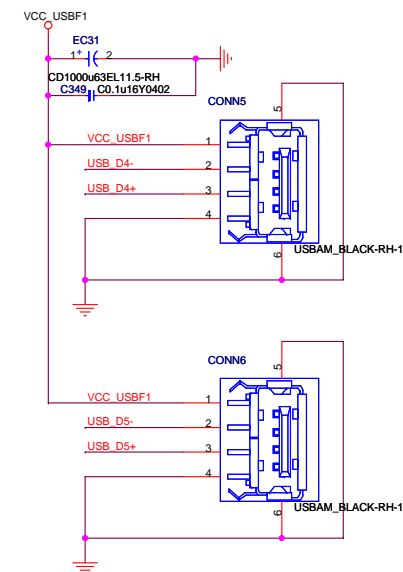 VCC_USBF1
EC31
1 + 2
CD1000u63EL11.5-RH
C349 C0.1u16Y0402
CONN5
5
VCC_USBF1 1
USB_D4- 2
USB_D4+ 3
4
6
USBAM_BLACK-RH-1
CONN6
5
VCC_USBF1 1
USB_D5- 2
USB_D5+ 3
4
6
USBAM_BLACK-RH-1